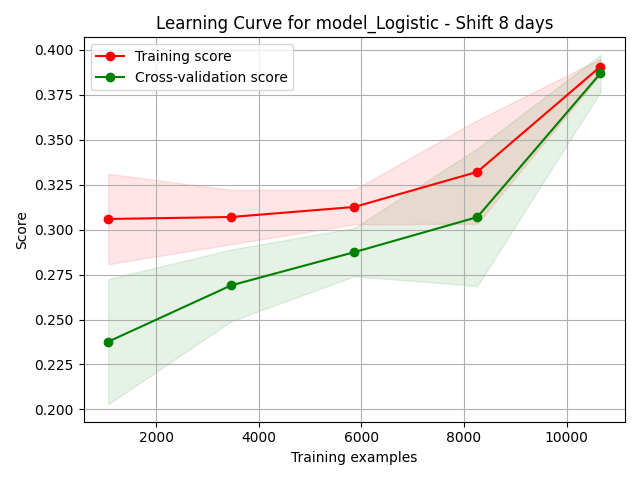 Learning Curve for model_Logistic - Shift 8 days
Training score
Cross-validation score
0.400
0.375
0.350
0.325
0.300
0.275
0.250
0.225
0.200
Score
2000 4000 6000 8000 10000
Training examples